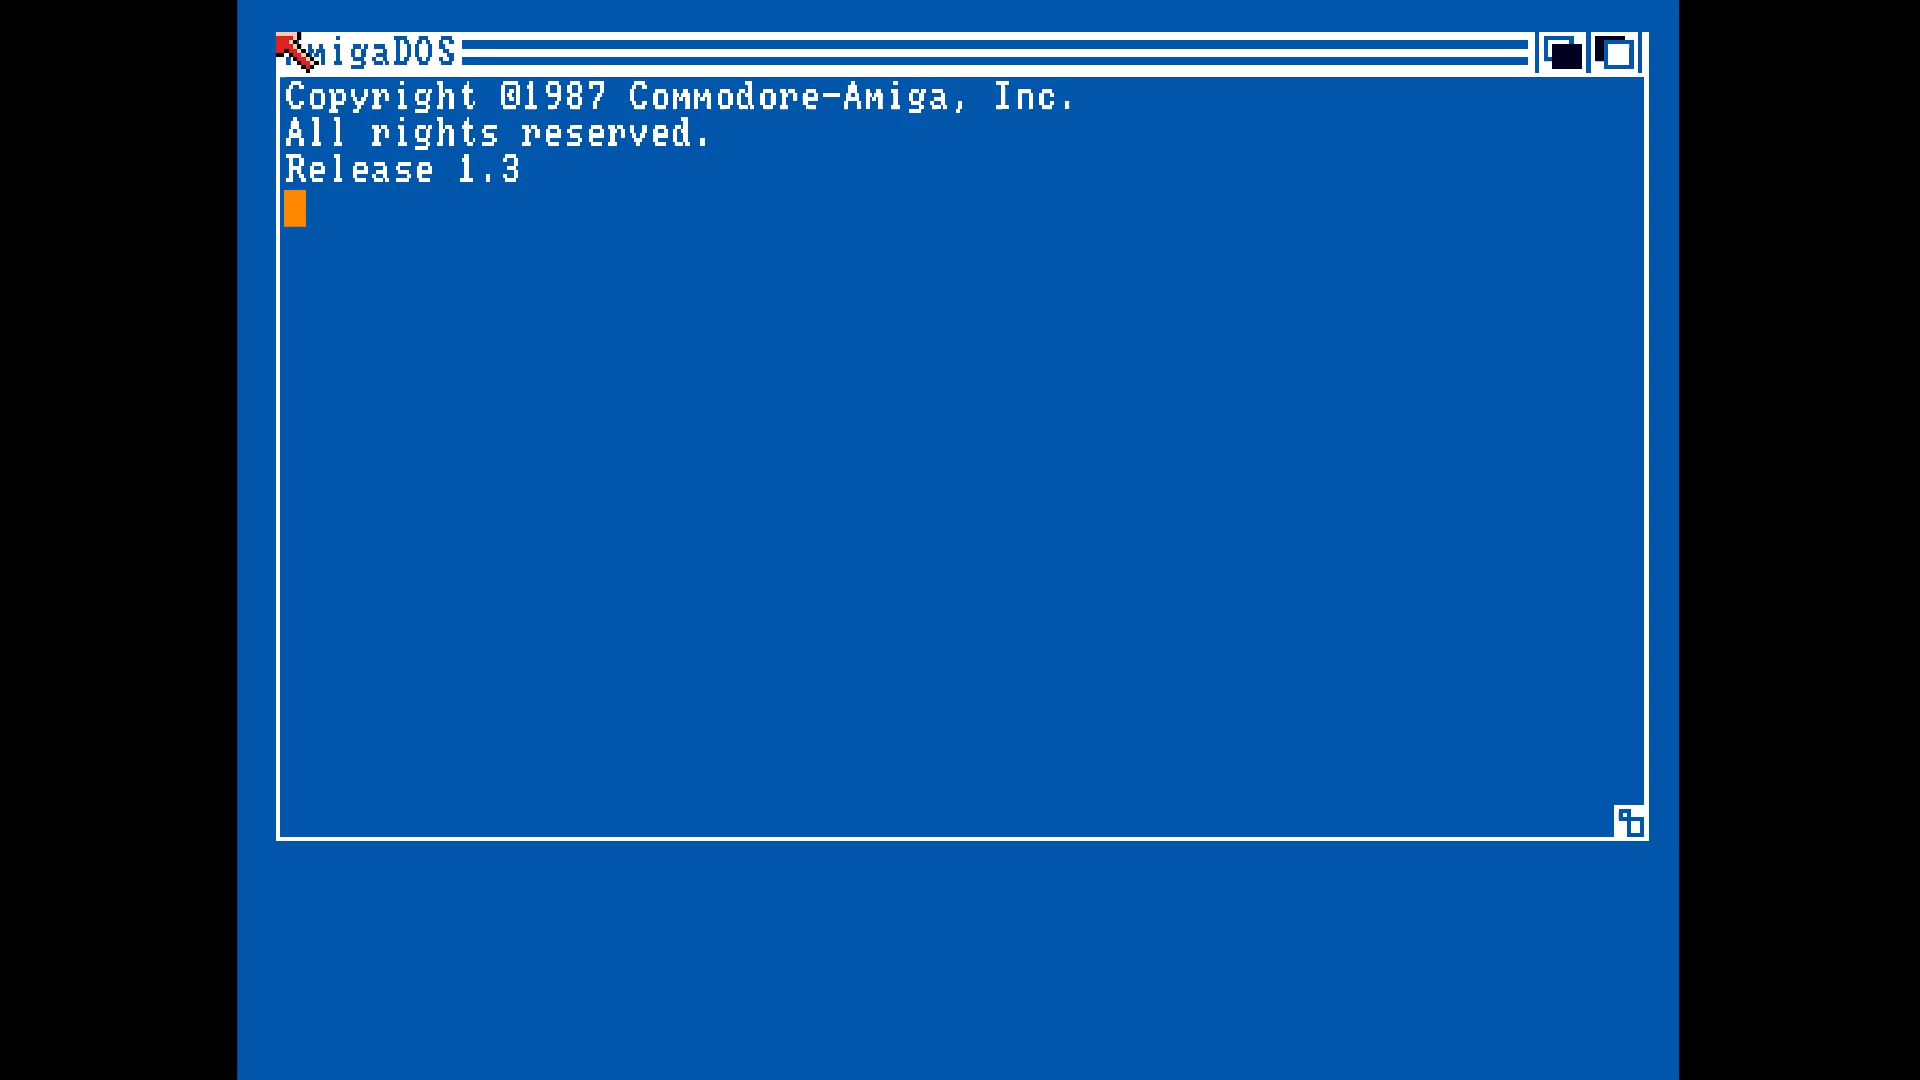 AmigaDOS
Copyright ©1987 Commodore-Amiga, Inc.
All rights reserved.
Release 1.3